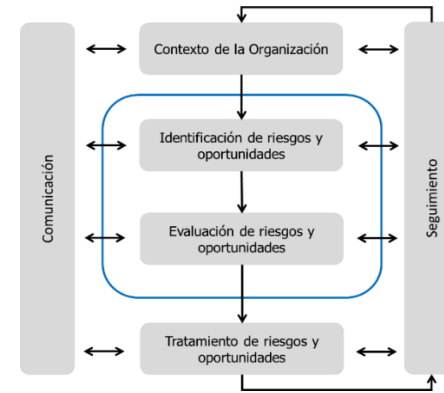 Contexto de la Organización
Comunicación
Identificación de riesgos y
oportunidades
Evaluación de riesgos y
oportunidades
Seguimiento
Tratamiento de riesgos y
oportunidades